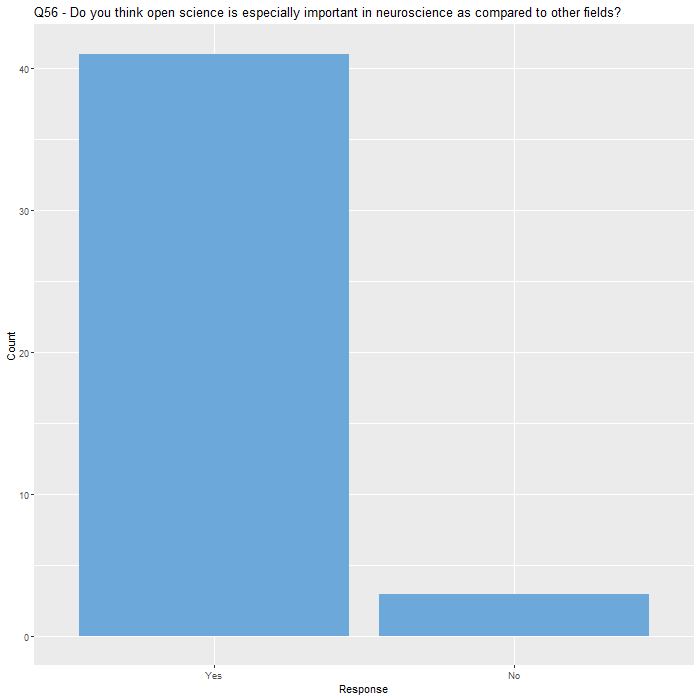 Q56 - Do you think open science is especially important in neuroscience as compared to other fields?
40
30
20
10
0
Count
Yes
No
Response